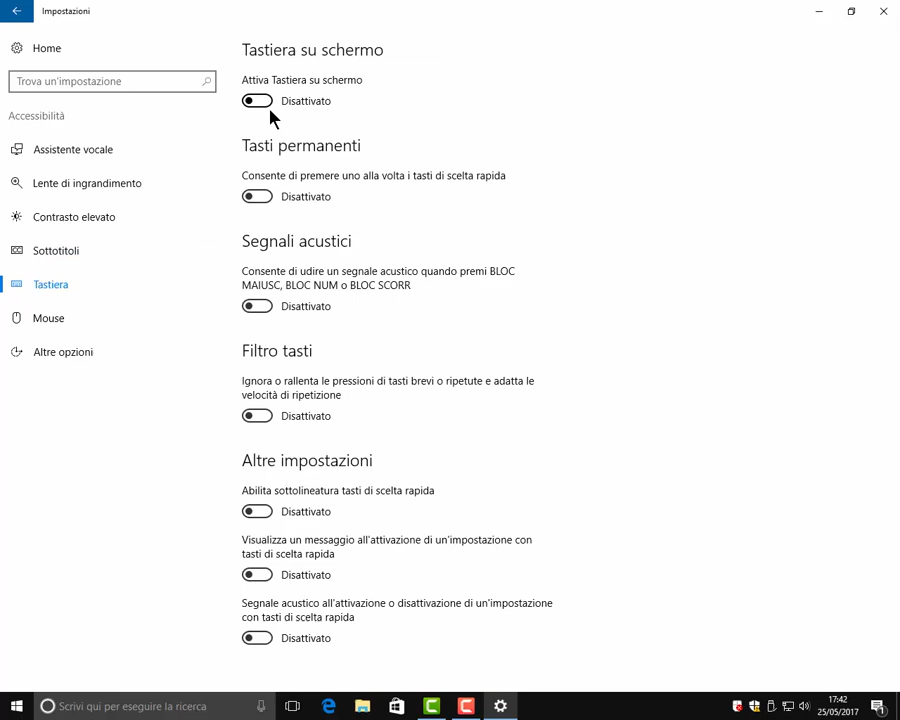 Impostazioni
Home
Trova un'impostazione
Accessibilità
Assistente vocale
Lente di ingrandimento
Contrasto elevato
Sottotitoli
Tastiera
Mouse
Altre opzioni
Tastiera su schermo
Attiva Tastiera su schermo
Disattivato
Tasti permanenti
Consente di premere uno alla volta i tasti di scelta rapida
Disattivato
Segnali acustici
Consente di udire un segnale acustico quando premi BLOC
MAIUSC, BLOC NUM o BLOC SCORR
Disattivato
Filtro tasti
Ignora o rallenta le pressioni di tasti brevi o ripetute e adatta le
velocità di ripetizione
Disattivato
Altre impostazioni
Abilita sottolineatura tasti di scelta rapida
Disattivato
Visualizza un messaggio all'attivazione di un'impostazione con
tasti di scelta rapida
Disattivato
Segnale acustico all'attivazione o disattivazione di un'impostazione
con tasti di scelta rapida
Disattivato
Scrivi qui per eseguire la ricerca
17:42
25/05/2017
1